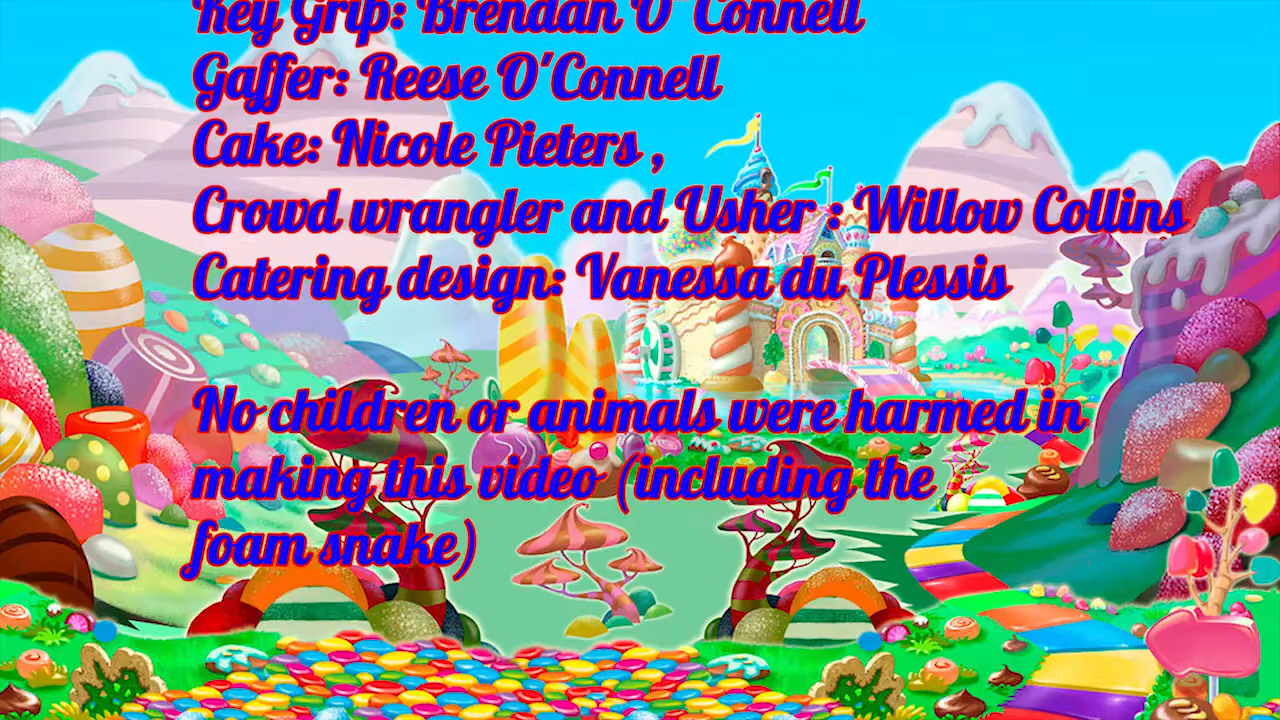 Key Grip: Brendan O'Connell
Gaffer: Reese O'Connell
Cake: Nicole Pieters ,
Crowd wrangler and Usher : Willow Collins
Catering design: Vanessa du Plessis
No children or animals were harmed in
making this video (including the
foam snake)